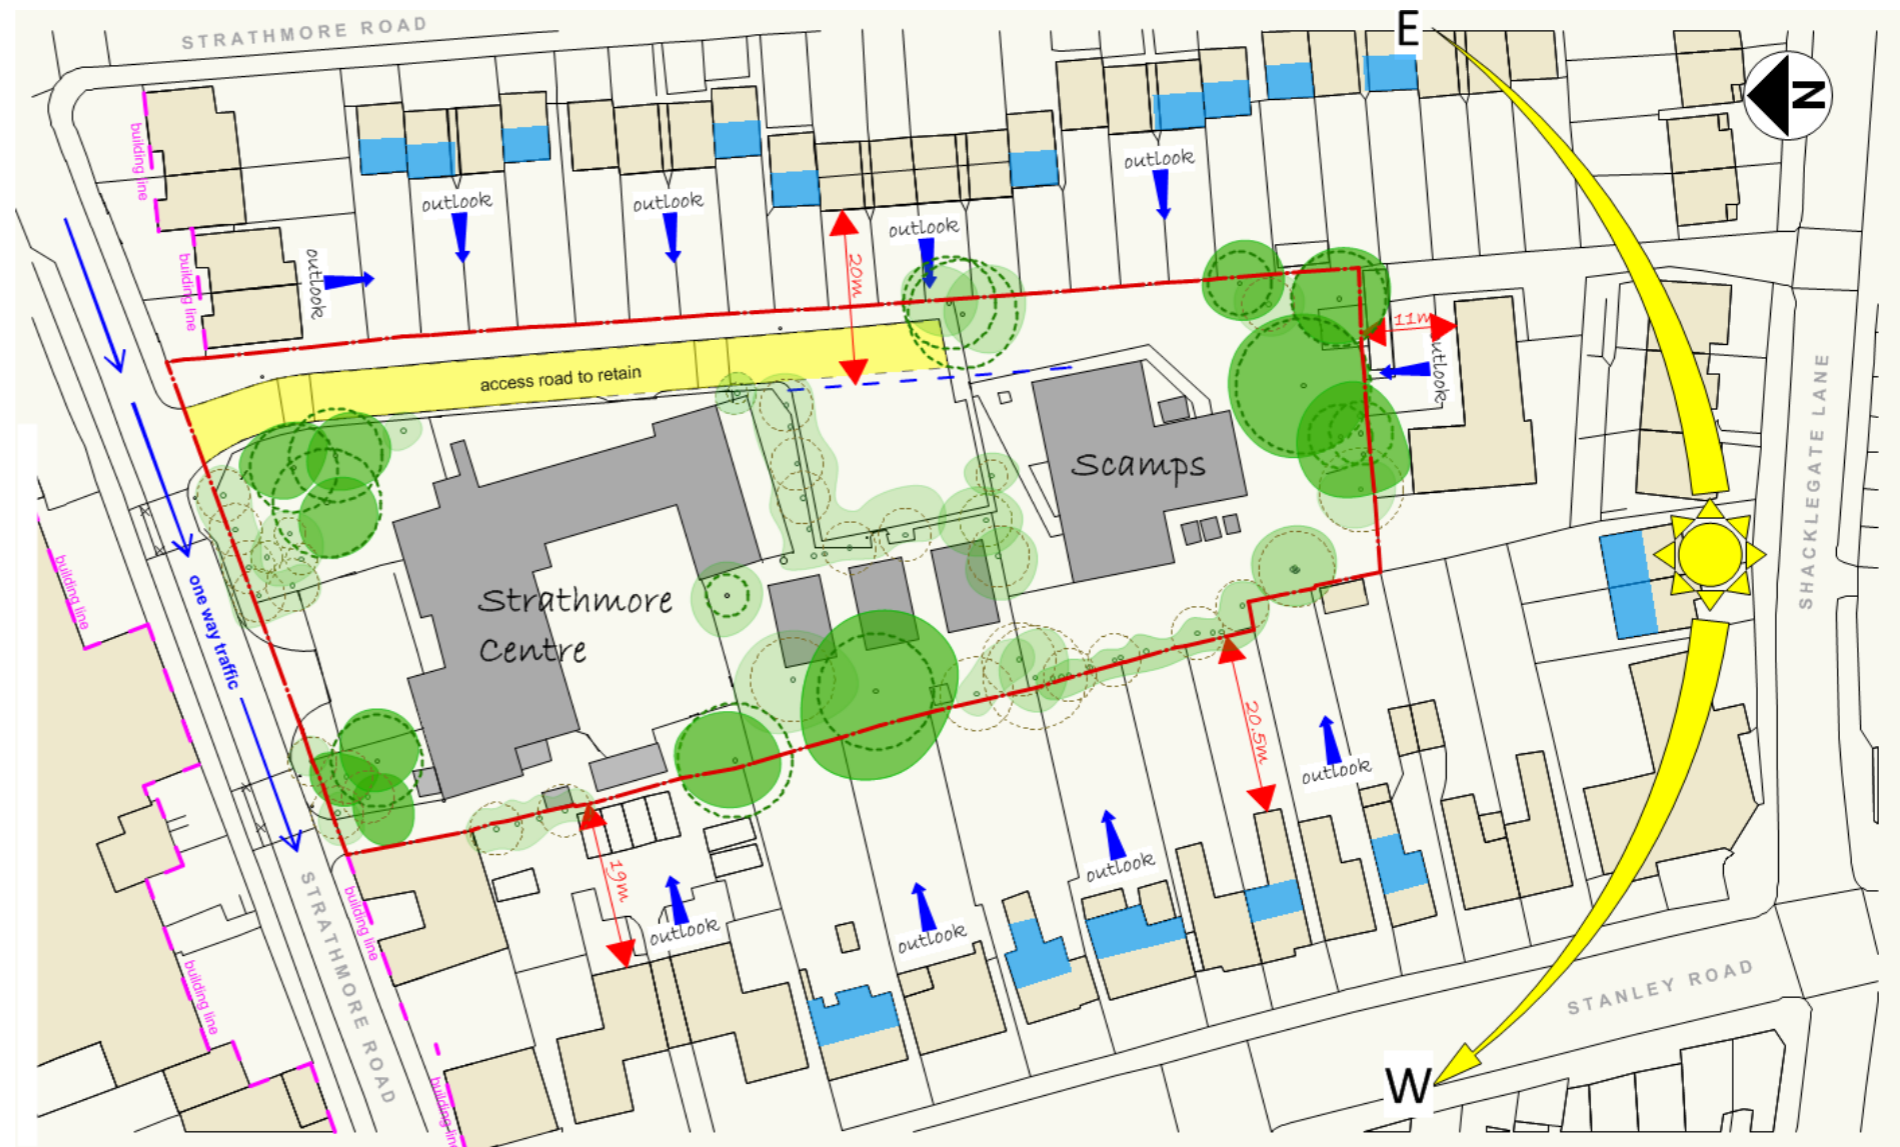 STRATHMORE ROAD
E
N
building line
building line
outlook
outlook
outlook
outlook
outlook
20m
11m
outlook
access road to retain
Scamps
SHACKLEGATE LANE
building line
one way traffic
Strathmore
Centre
20.5m
outlook
19m
outlook
outlook
outlook
STRATHMORE ROAD
building line
building line
building line
STANLEY ROAD
W